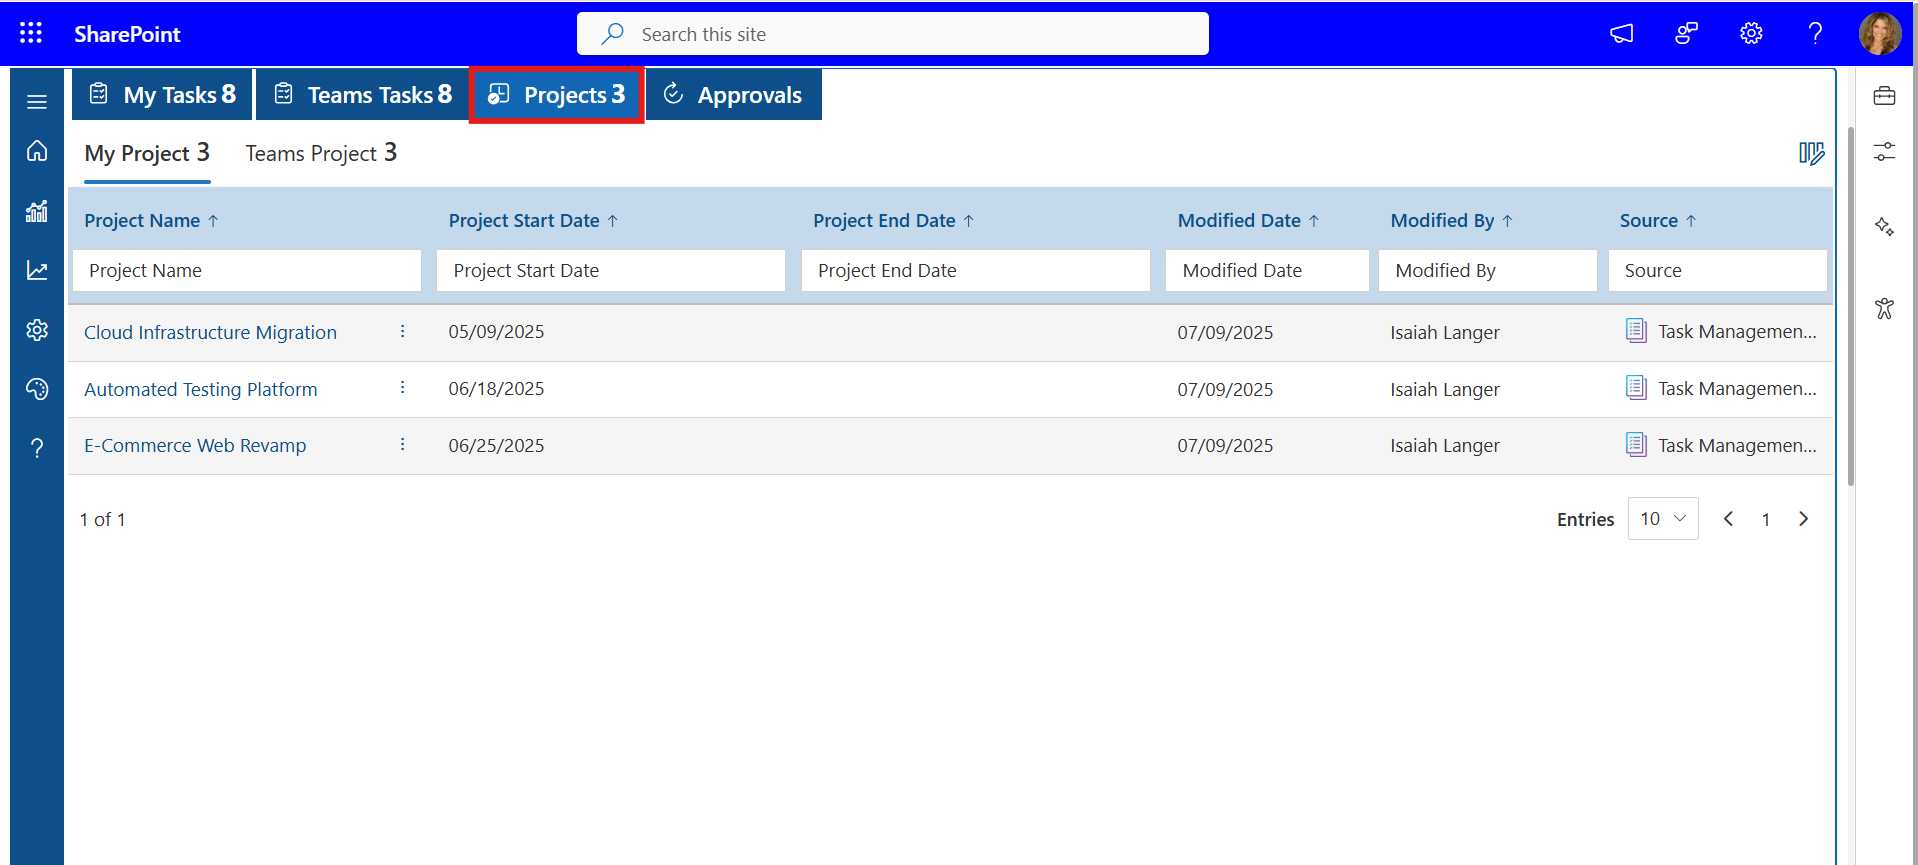 SharePoint
Search this site
My Tasks 8
Teams Tasks 8
Projects 3
Approvals
My Project 3
Teams Project 3
Project Name ↑ Project Start Date ↑ Project End Date ↑ Modified Date ↑ Modified By ↑ Source ↑
Project Name Project Start Date Project End Date Modified Date Modified By Source
Cloud Infrastructure Migration 05/09/2025 07/09/2025 Isaiah Langer Task Managemen...
Automated Testing Platform 06/18/2025 07/09/2025 Isaiah Langer Task Managemen...
E-Commerce Web Revamp 06/25/2025 07/09/2025 Isaiah Langer Task Managemen...
1 of 1
Entries 10 1